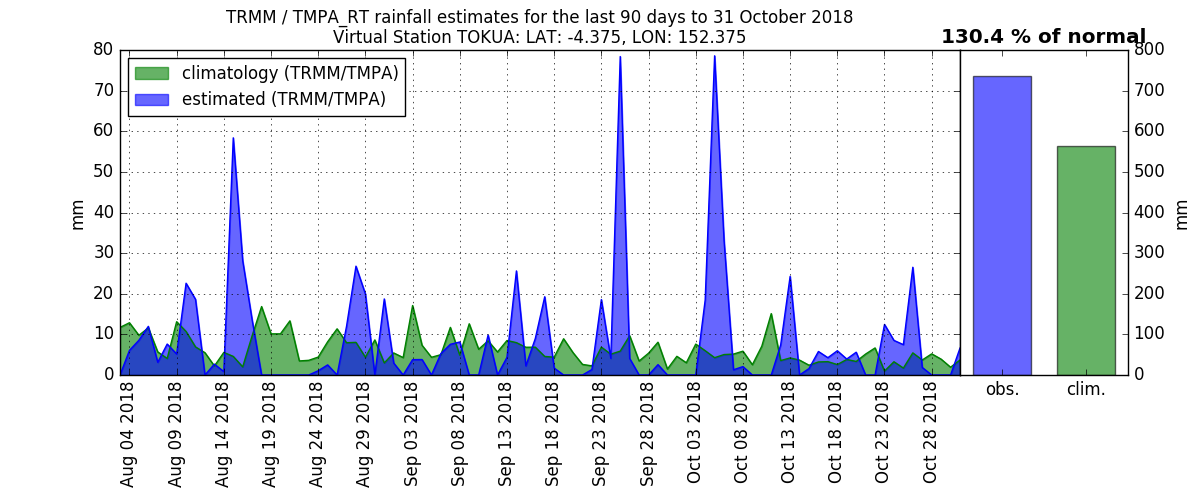 TRMM / TMPA_RT rainfall estimates for the last 90 days to 31 October 2018
Virtual Station TOKUA: LAT: -4.375, LON: 152.375
130.4 % of normal
climatology (TRMM/TMPA)
estimated (TRMM/TMPA)
80
70
60
50
40
30
20
10
0
mm
800
700
600
500
400
300
200
100
0
mm
Aug 04 2018
Aug 09 2018
Aug 14 2018
Aug 19 2018
Aug 24 2018
Aug 29 2018
Sep 03 2018
Sep 08 2018
Sep 13 2018
Sep 18 2018
Sep 23 2018
Sep 28 2018
Oct 03 2018
Oct 08 2018
Oct 13 2018
Oct 18 2018
Oct 23 2018
Oct 28 2018
obs.
clim.